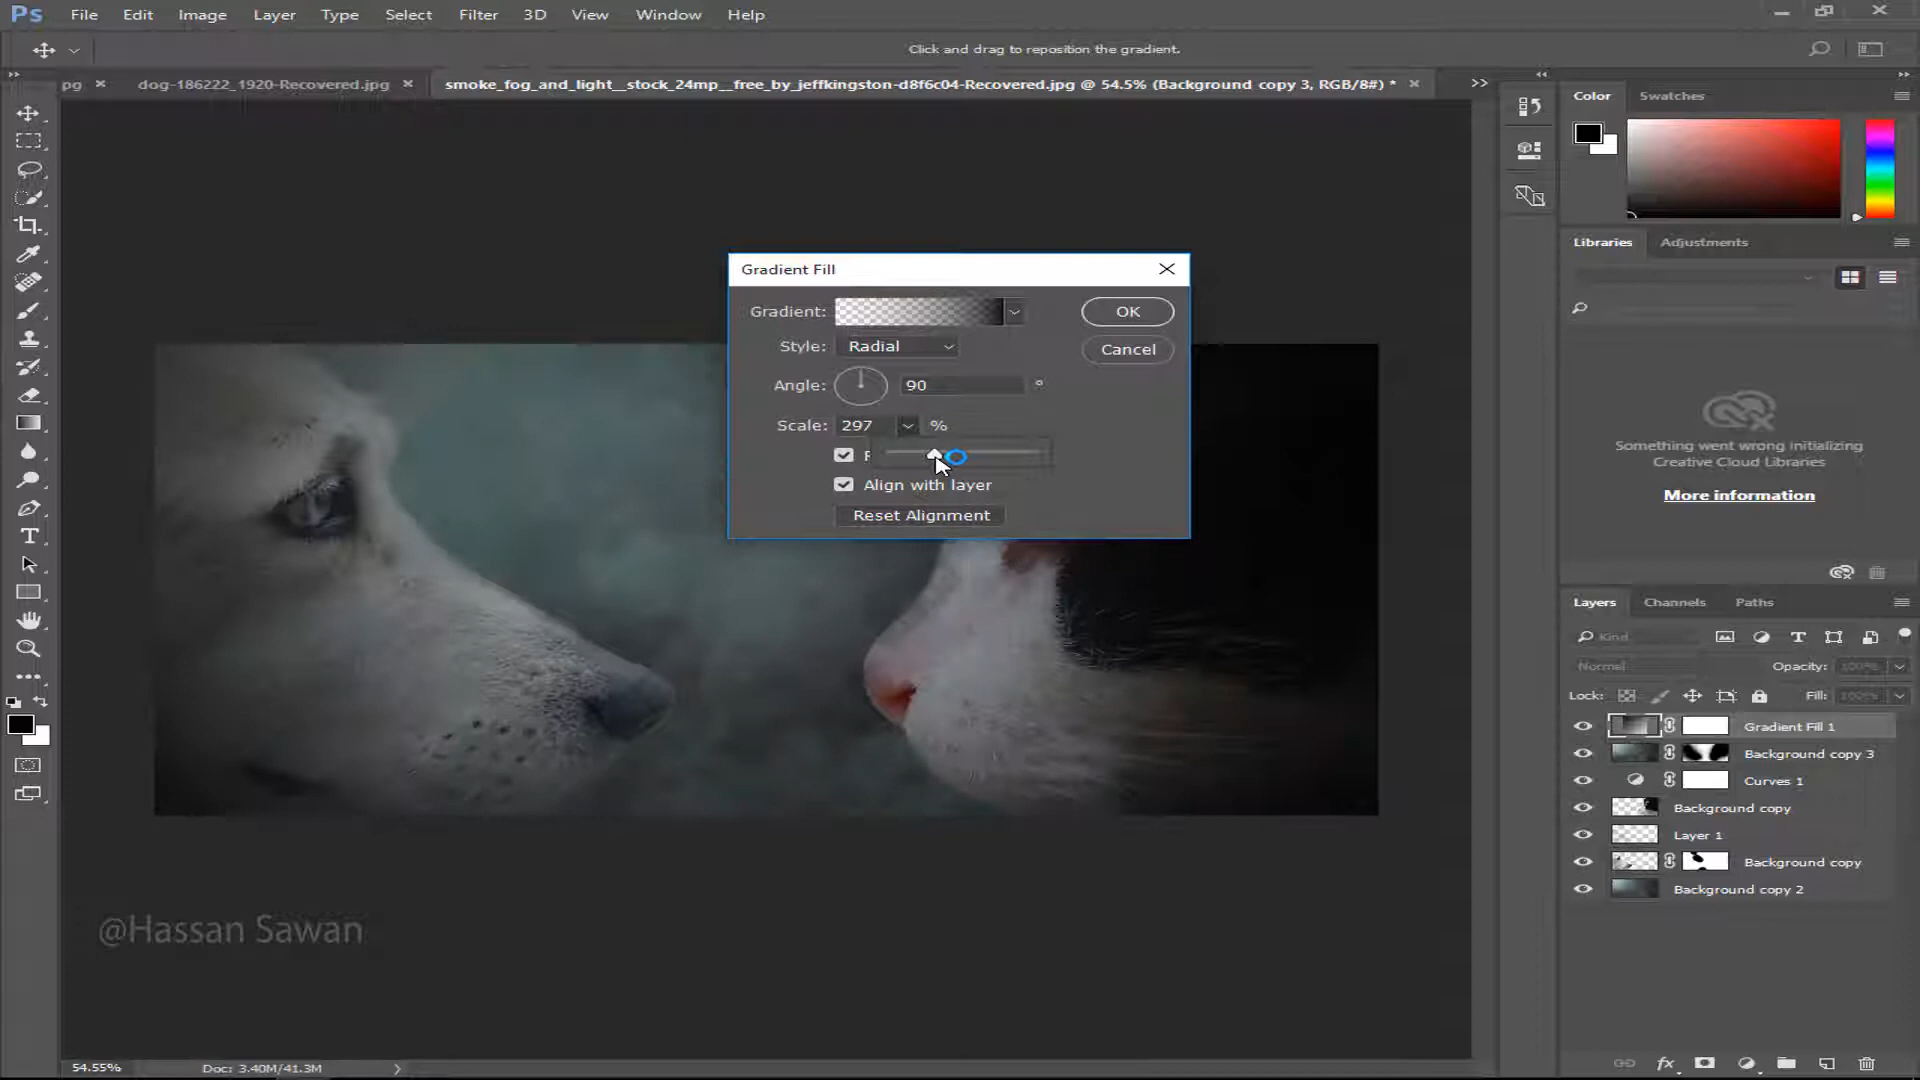 Ps File Edit Image Layer Type Select Filter 3D View Window Help
Click and drag to reposition the gradient.
pg dog-186222_1920-Recovered.jpg smoke_fog_and_light__stock_24mp__free_by_jeffkingston-d8f6c04-Recovered.jpg @ 54.5% (Background copy 3, RGB/8#) *
Color Swatches
Libraries Adjustments
Gradient Fill
Gradient: OK
Style: Radial Cancel
Angle: 90 °
Scale: 297 %
Align with layer
Reset Alignment
Something went wrong initializing
Creative Cloud Libraries
More information
Layers Channels Paths
Kind
Normal Opacity: 100%
Lock: Fill: 100%
Gradient Fill 1
Background copy 3
Curves 1
Background copy
Layer 1
Background copy
Background copy 2
@Hassan Sawan
54.55% Doc: 3.40M/41.3M
fx